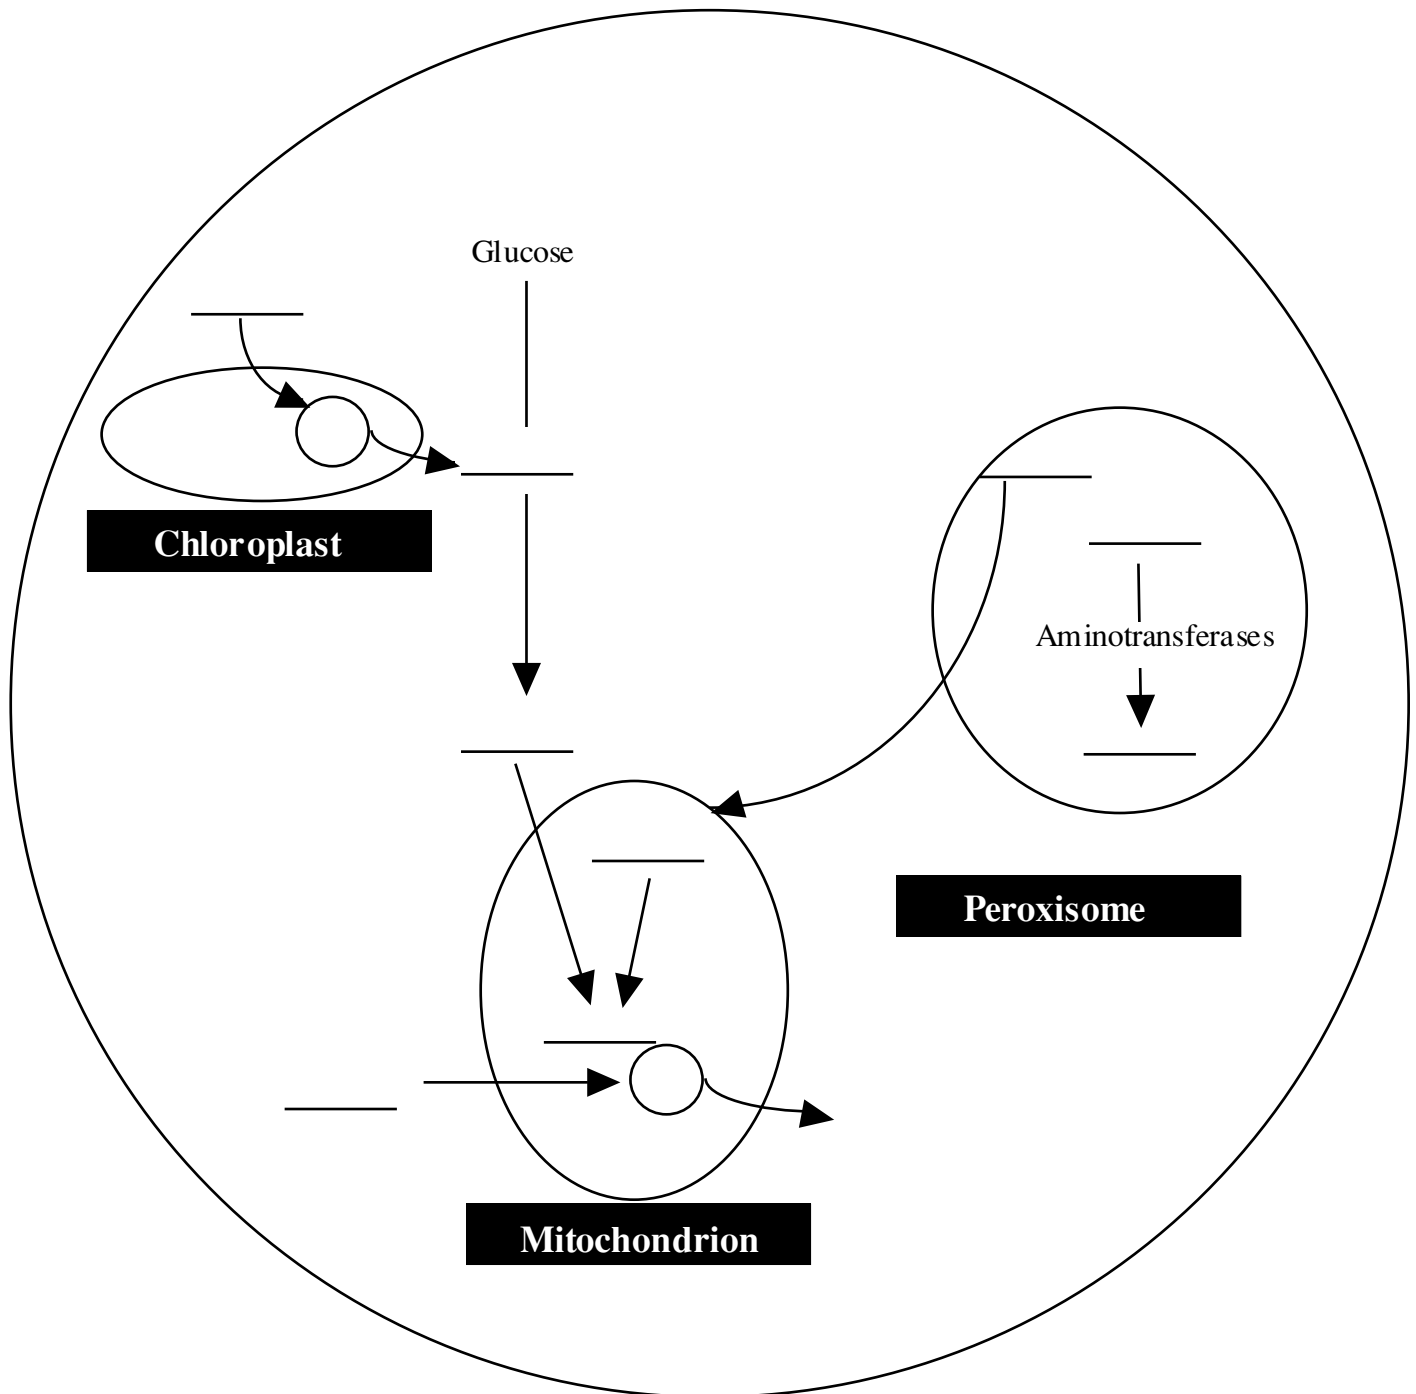 Glucose
Chloroplast
Aminotransferases
Peroxisome
Mitochondrion